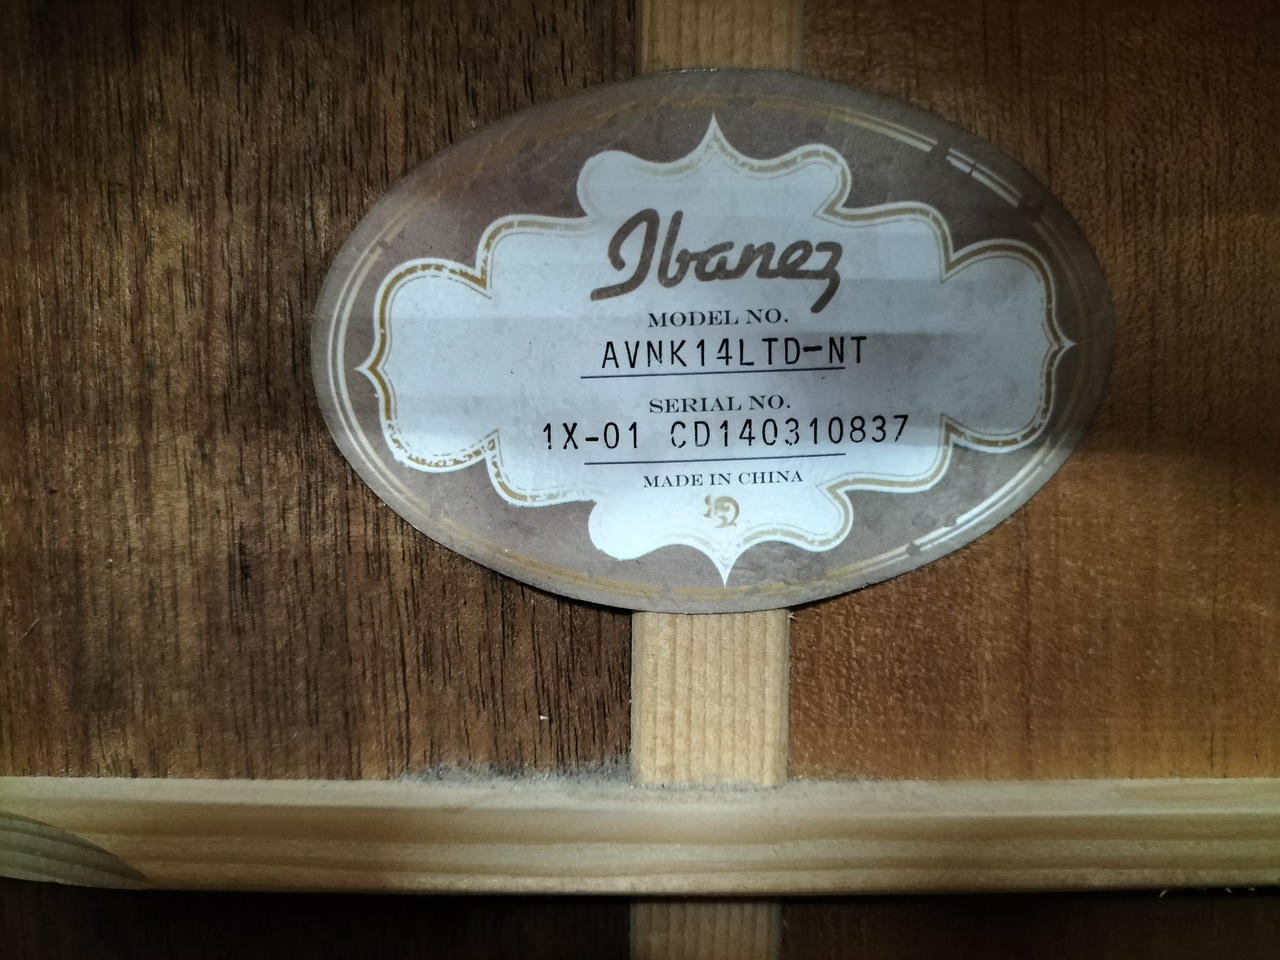 Ibanez
MODEL NO.
AVNK14LTD-NT
SERIAL NO.
1X-01 CD140310837
MADE IN CHINA